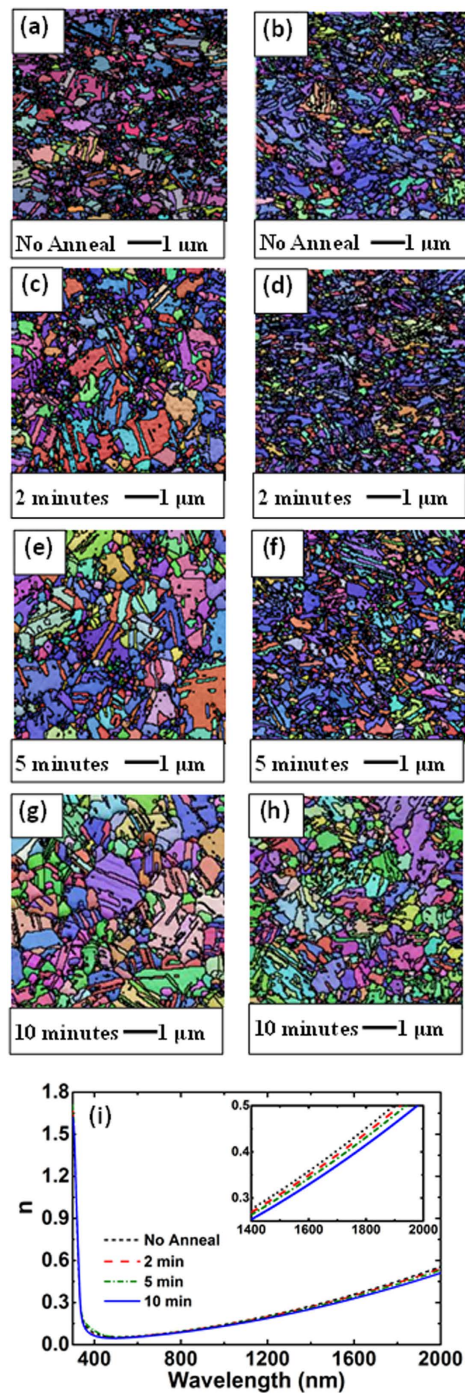 (a)
(b)
No Anneal 1 μm
No Anneal 1 μm
(c)
(d)
2 minutes 1 μm
2 minutes 1 μm
(e)
(f)
5 minutes 1 μm
5 minutes 1 μm
(g)
(h)
10 minutes 1 μm
10 minutes 1 μm
1.8
1.5
1.2
0.9
0.6
0.3
0.0
n
(i)
0.5
0.4
0.3
1400 1600 1800 2000
No Anneal
2 min
5 min
10 min
400 800 1200 1600 2000
Wavelength (nm)